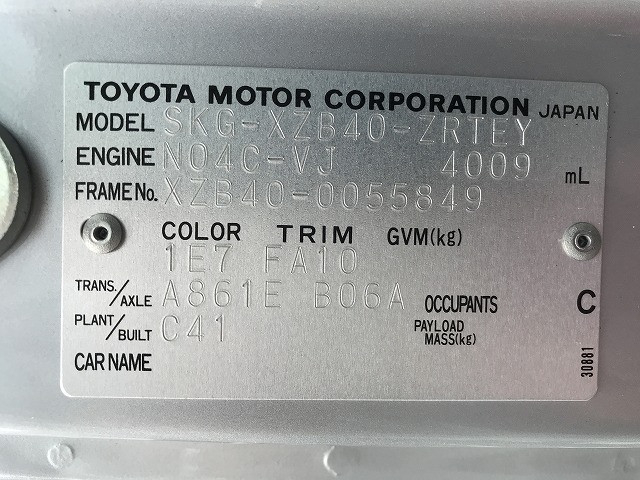 TOYOTA MOTOR CORPORATION JAPAN
MODEL SKG-XZB40-ZRTEY
ENGINE N04C-VJ 4009 mL
FRAME No. XZB40-0055849
COLOR TRIM GVM(kg)
1E7 FA10
TRANS./AXLE A861E B06A OCCUPANTS C
PLANT/BUILT C41 PAYLOAD MASS(kg)
CAR NAME
30881